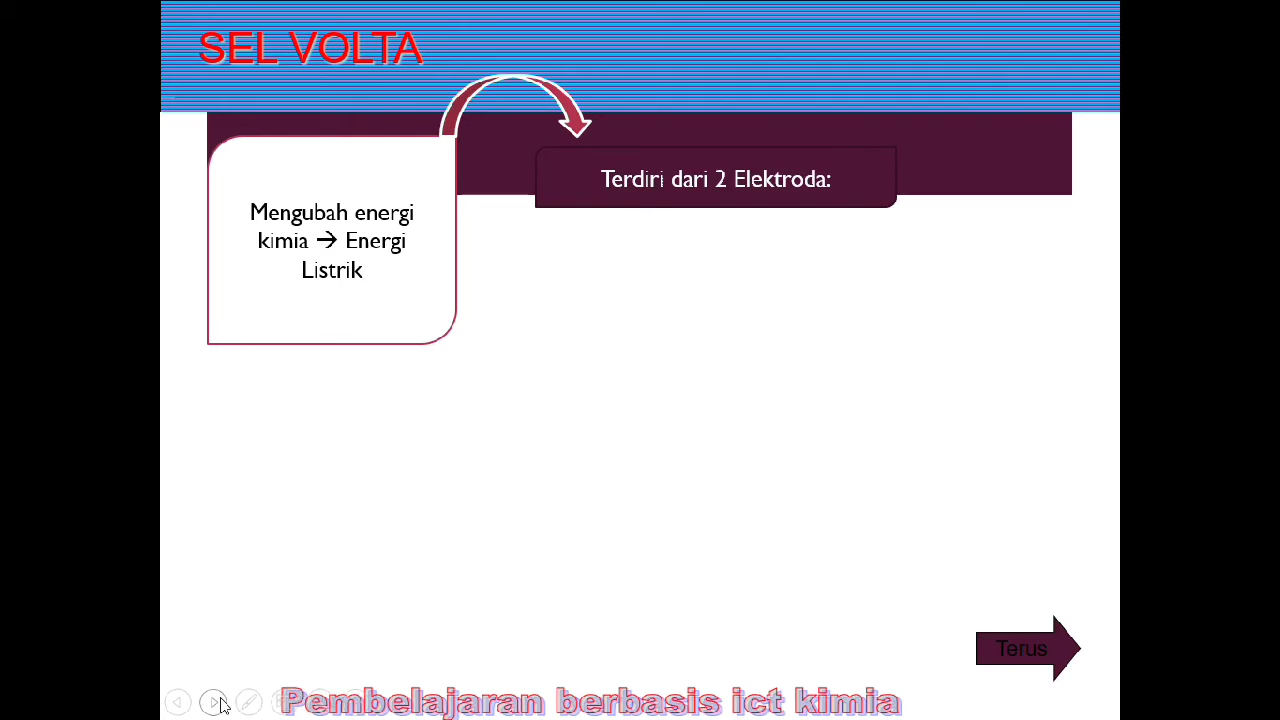 SEL VOLTA
Terdiri dari 2 Elektroda:
Mengubah energi
kimia → Energi
Listrik
Terus
Pembelajaran berbasis ict kimia